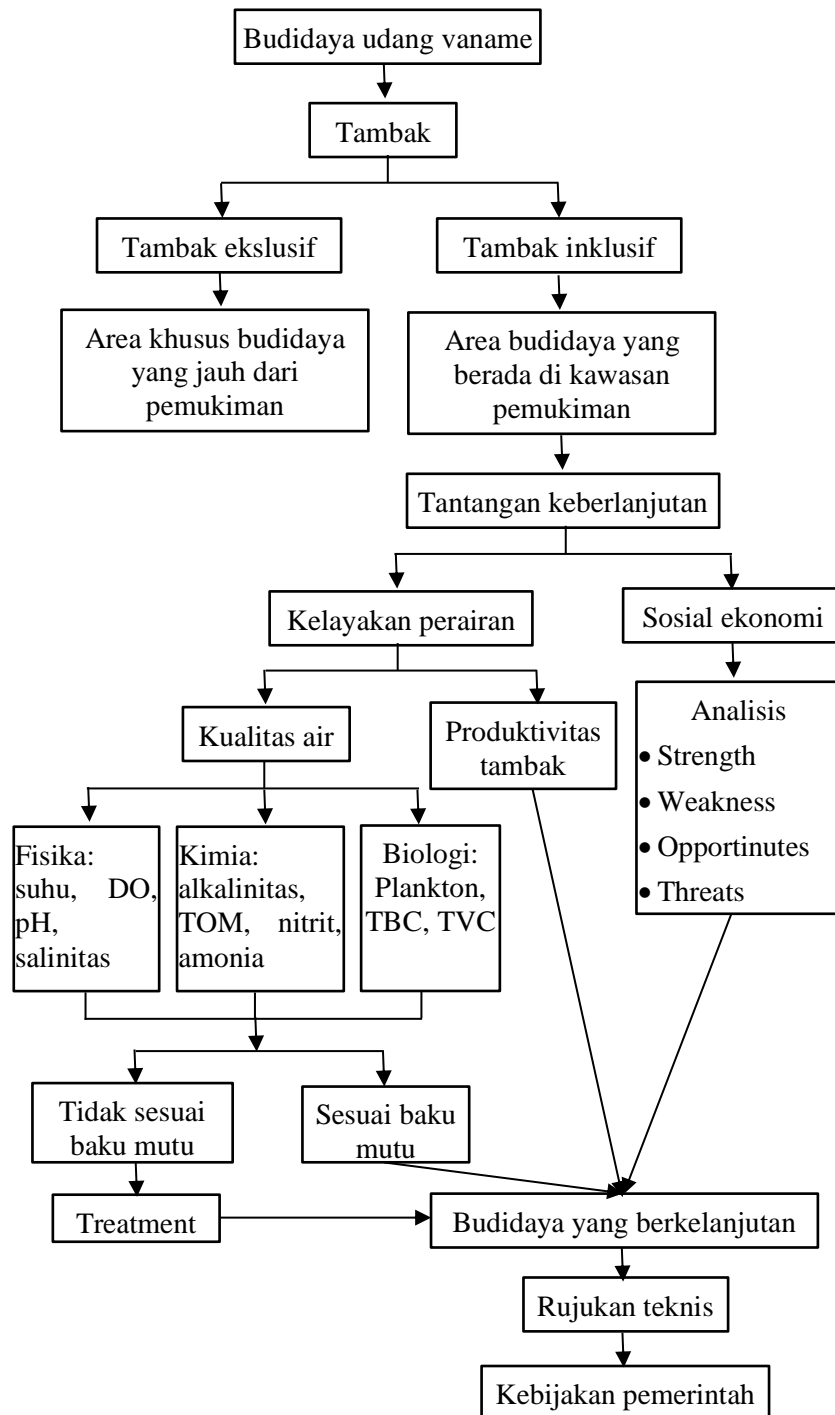 Budidaya udang vaname
Tambak
Tambak ekslusif
Tambak inklusif
Area khusus budidaya
yang jauh dari
pemukiman
Area budidaya yang
berada di kawasan
pemukiman
Tantangan keberlanjutan
Kelayakan perairan
Sosial ekonomi
Kualitas air
Produktivitas
tambak
Analisis
• Strength
• Weakness
• Opportinutes
• Threats
Fisika:
suhu, DO,
pH,
salinitas
Kimia:
alkalinitas,
TOM, nitrit,
amonia
Biologi:
Plankton,
TBC, TVC
Tidak sesuai
baku mutu
Sesuai baku
mutu
Treatment
Budidaya yang berkelanjutan
Rujukan teknis
Kebijakan pemerintah